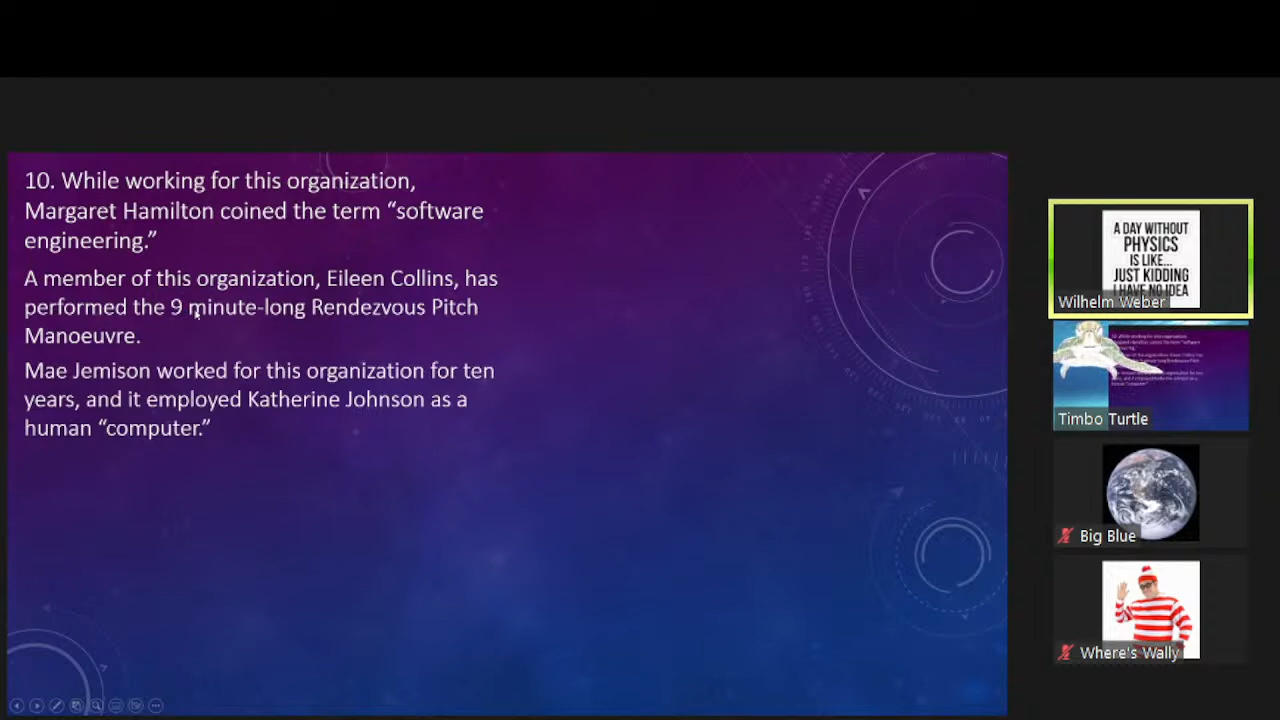 10. While working for this organization,
Margaret Hamilton coined the term “software
engineering.”
A member of this organization, Eileen Collins, has
performed the 9 minute-long Rendezvous Pitch
Manoeuvre.
Mae Jemison worked for this organization for ten
years, and it employed Katherine Johnson as a
human “computer.”
A DAY WITHOUT
PHYSICS
IS LIKE...
JUST KIDDING
I HAVE NO IDEA
Wilhelm Weber
Timbo Turtle
Big Blue
Where's Wally